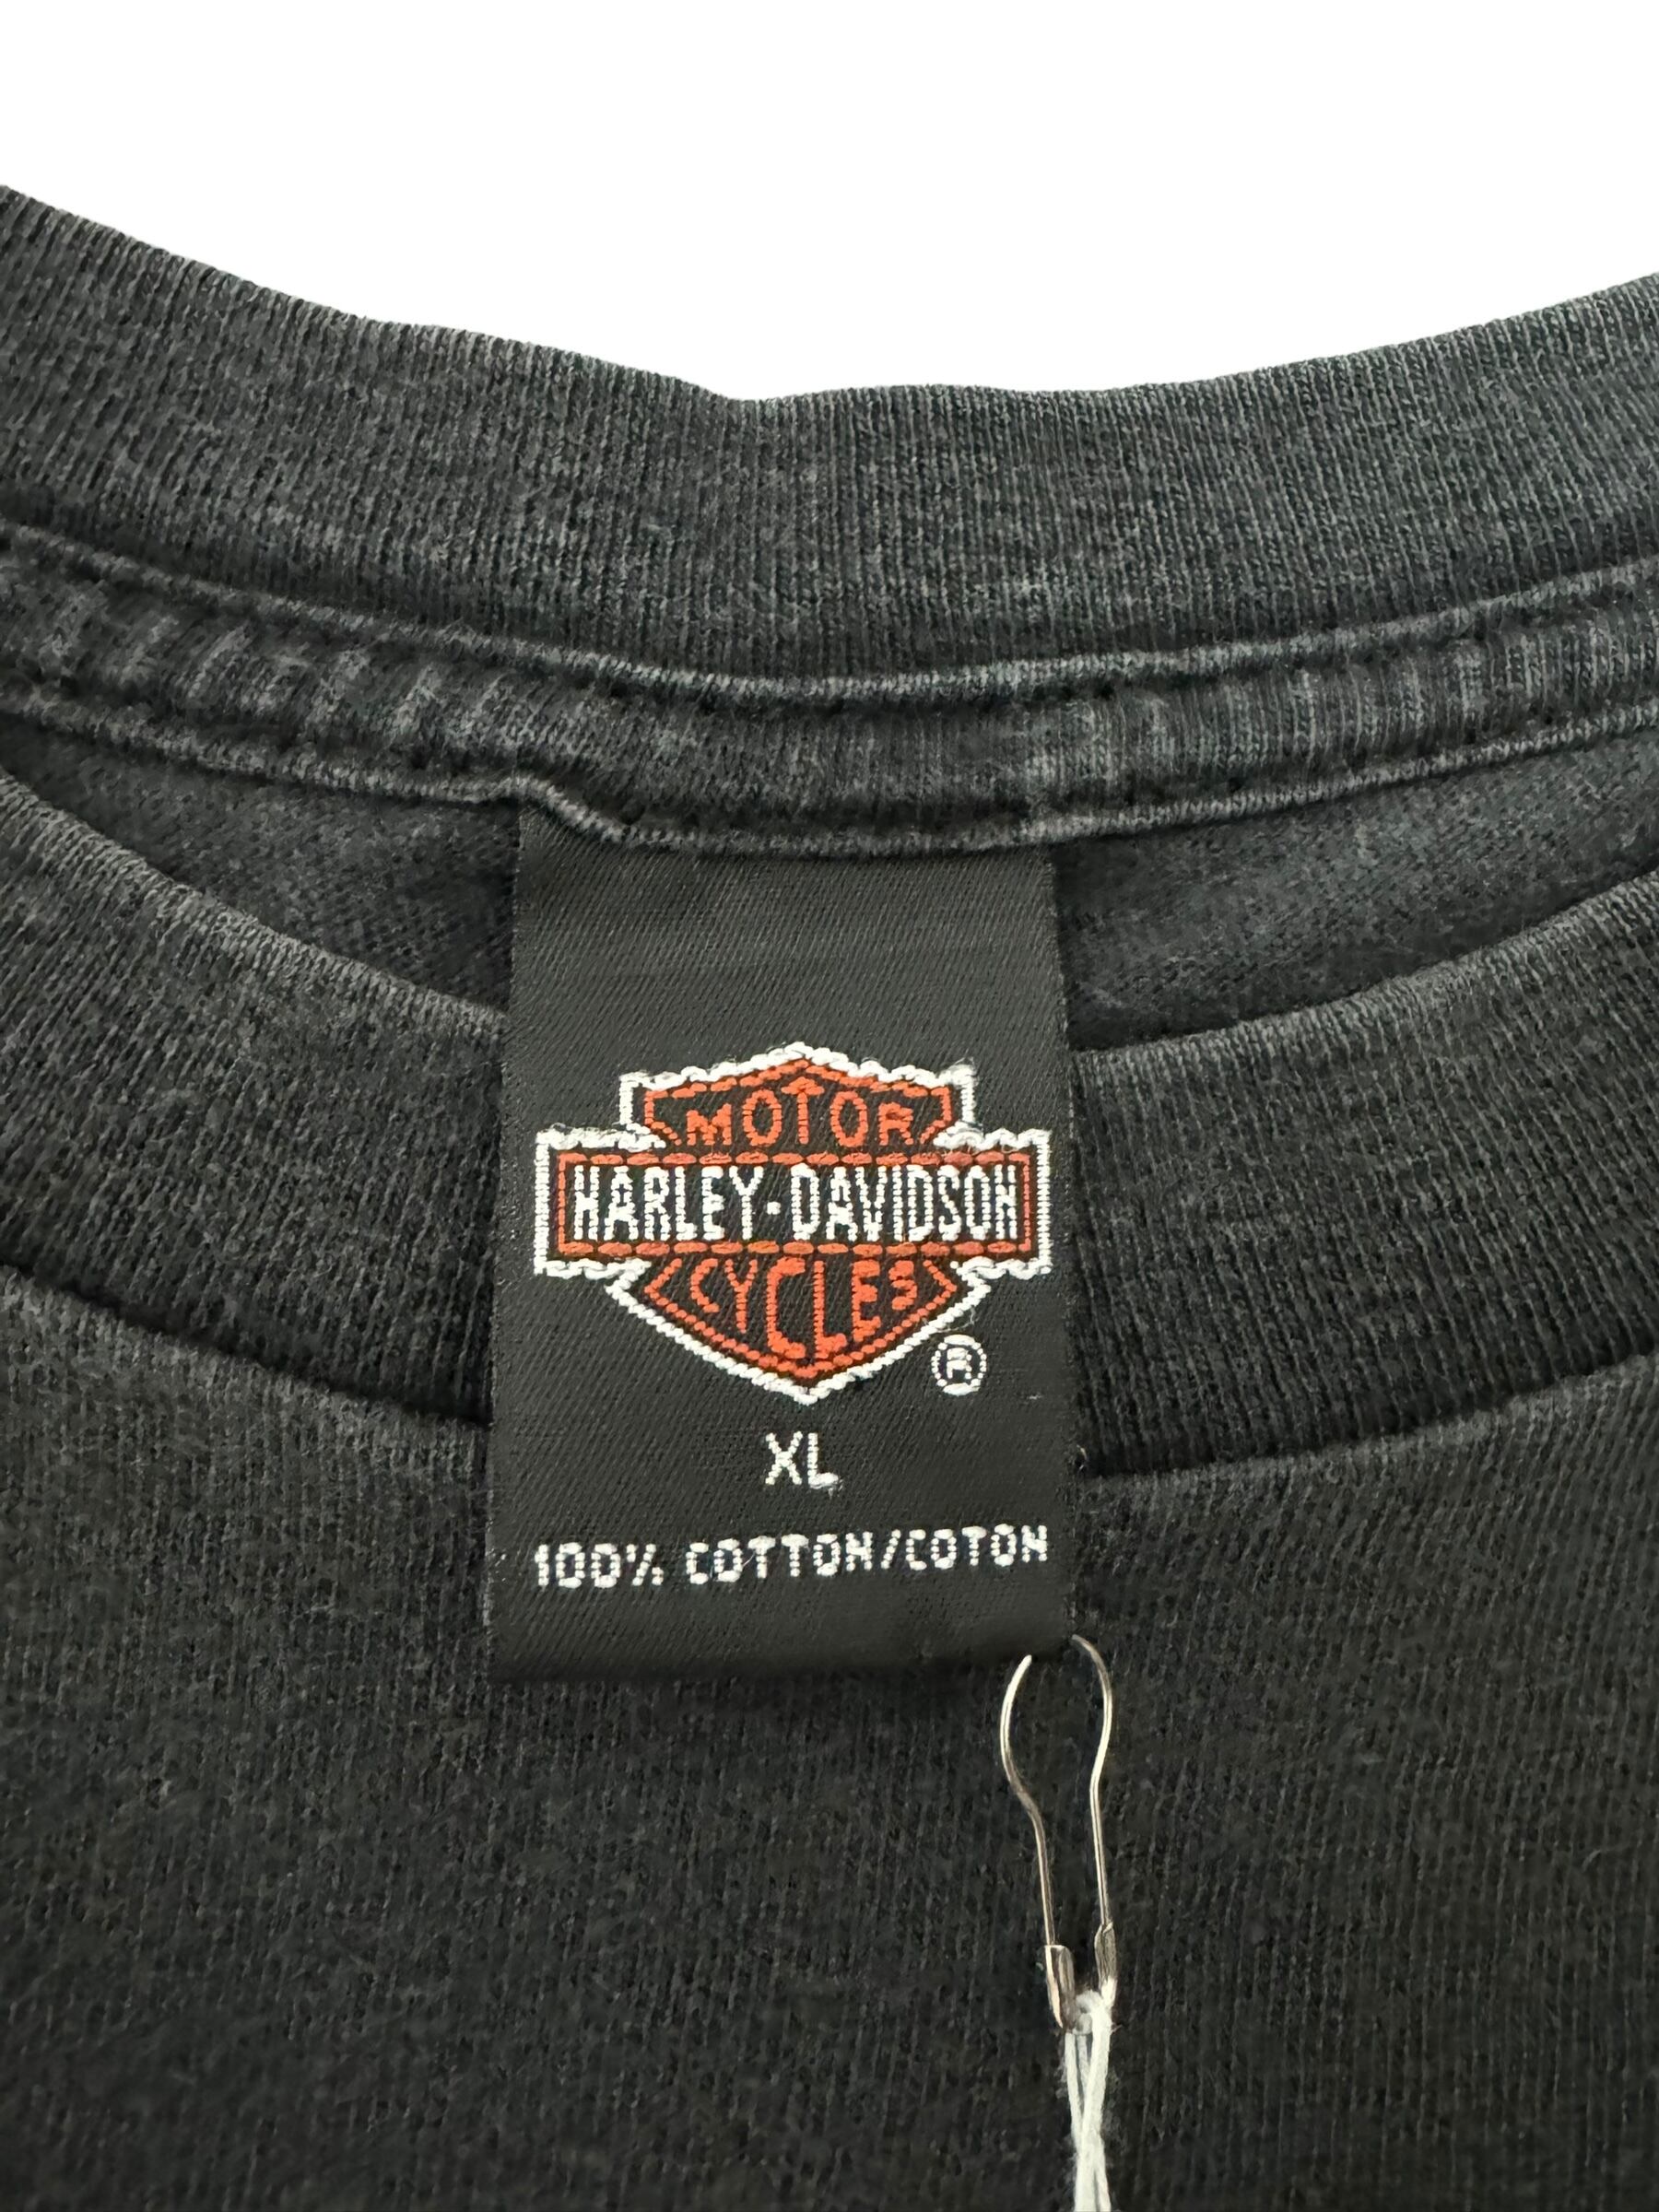 MOTOR
HARLEY-DAVIDSON
CYCLES
®
XL
100% COTTON/COTON